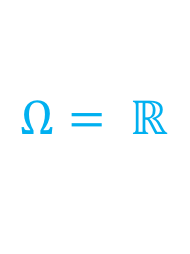 Ω = ℝ